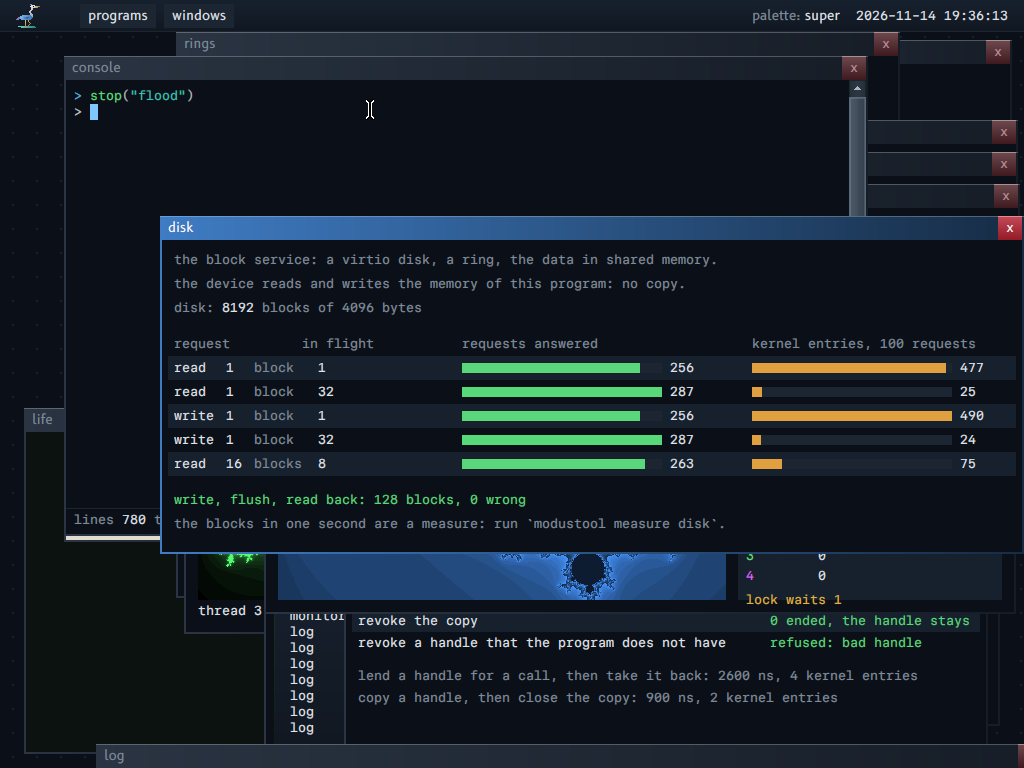 programs windows palette: super 2026-11-14 19:36:13
rings x
x
console x
> stop("flood")
>
x
x
x
disk x
the block service: a virtio disk, a ring, the data in shared memory.
the device reads and writes the memory of this program: no copy.
disk: 8192 blocks of 4096 bytes
request in flight requests answered kernel entries, 100 requests
read 1 block 1 256 477
read 1 block 32 287 25
write 1 block 1 256 490
write 1 block 32 287 24
read 16 blocks 8 263 75
write, flush, read back: 128 blocks, 0 wrong
the blocks in one second are a measure: run `modustool measure disk`.
life
lines 780 t
3 0
4 0
lock waits 1
thread 3
monitor
log
log
log
log
log
log
log
revoke the copy 0 ended, the handle stays
revoke a handle that the program does not have refused: bad handle
lend a handle for a call, then take it back: 2600 ns, 4 kernel entries
copy a handle, then close the copy: 900 ns, 2 kernel entries
log